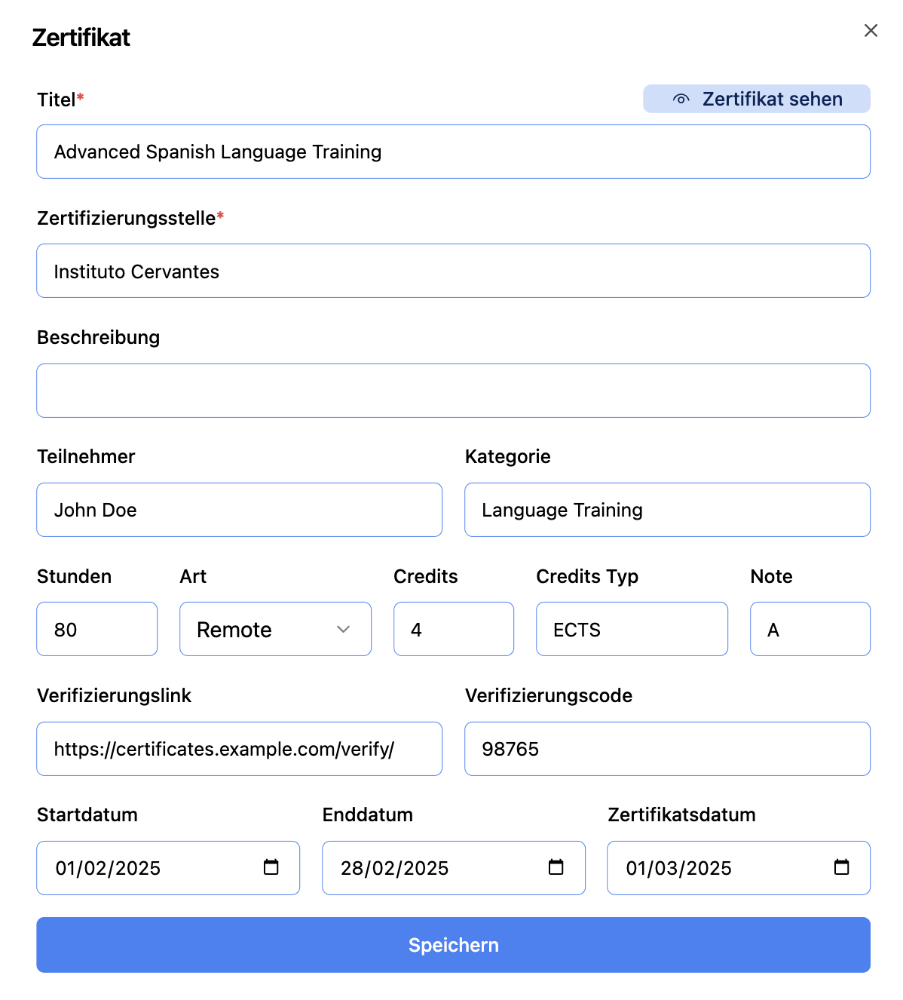 Zertifikat
Titel*
Zertifikat sehen
Advanced Spanish Language Training
Zertifizierungsstelle*
Instituto Cervantes
Beschreibung
Teilnehmer Kategorie
John Doe Language Training
Stunden Art Credits Credits Typ Note
80 Remote 4 ECTS A
Verifizierungslink Verifizierungscode
https://certificates.example.com/verify/ 98765
Startdatum Enddatum Zertifikatsdatum
01/02/2025 28/02/2025 01/03/2025
Speichern